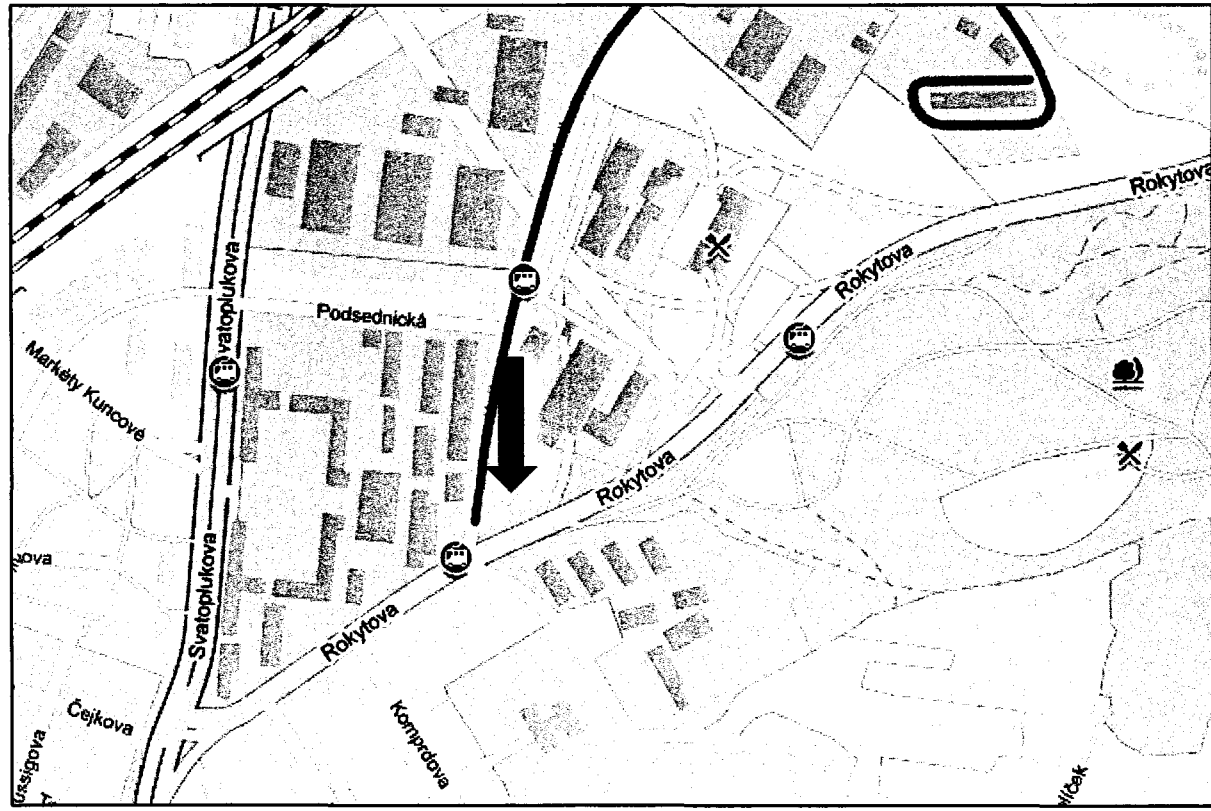 Rokytova
Svatoplukova
Rokytova
Podsednická
Markéty Kuncové
Rokytova
Svatoplukova
Rokytova
Čejkova
Komprdova